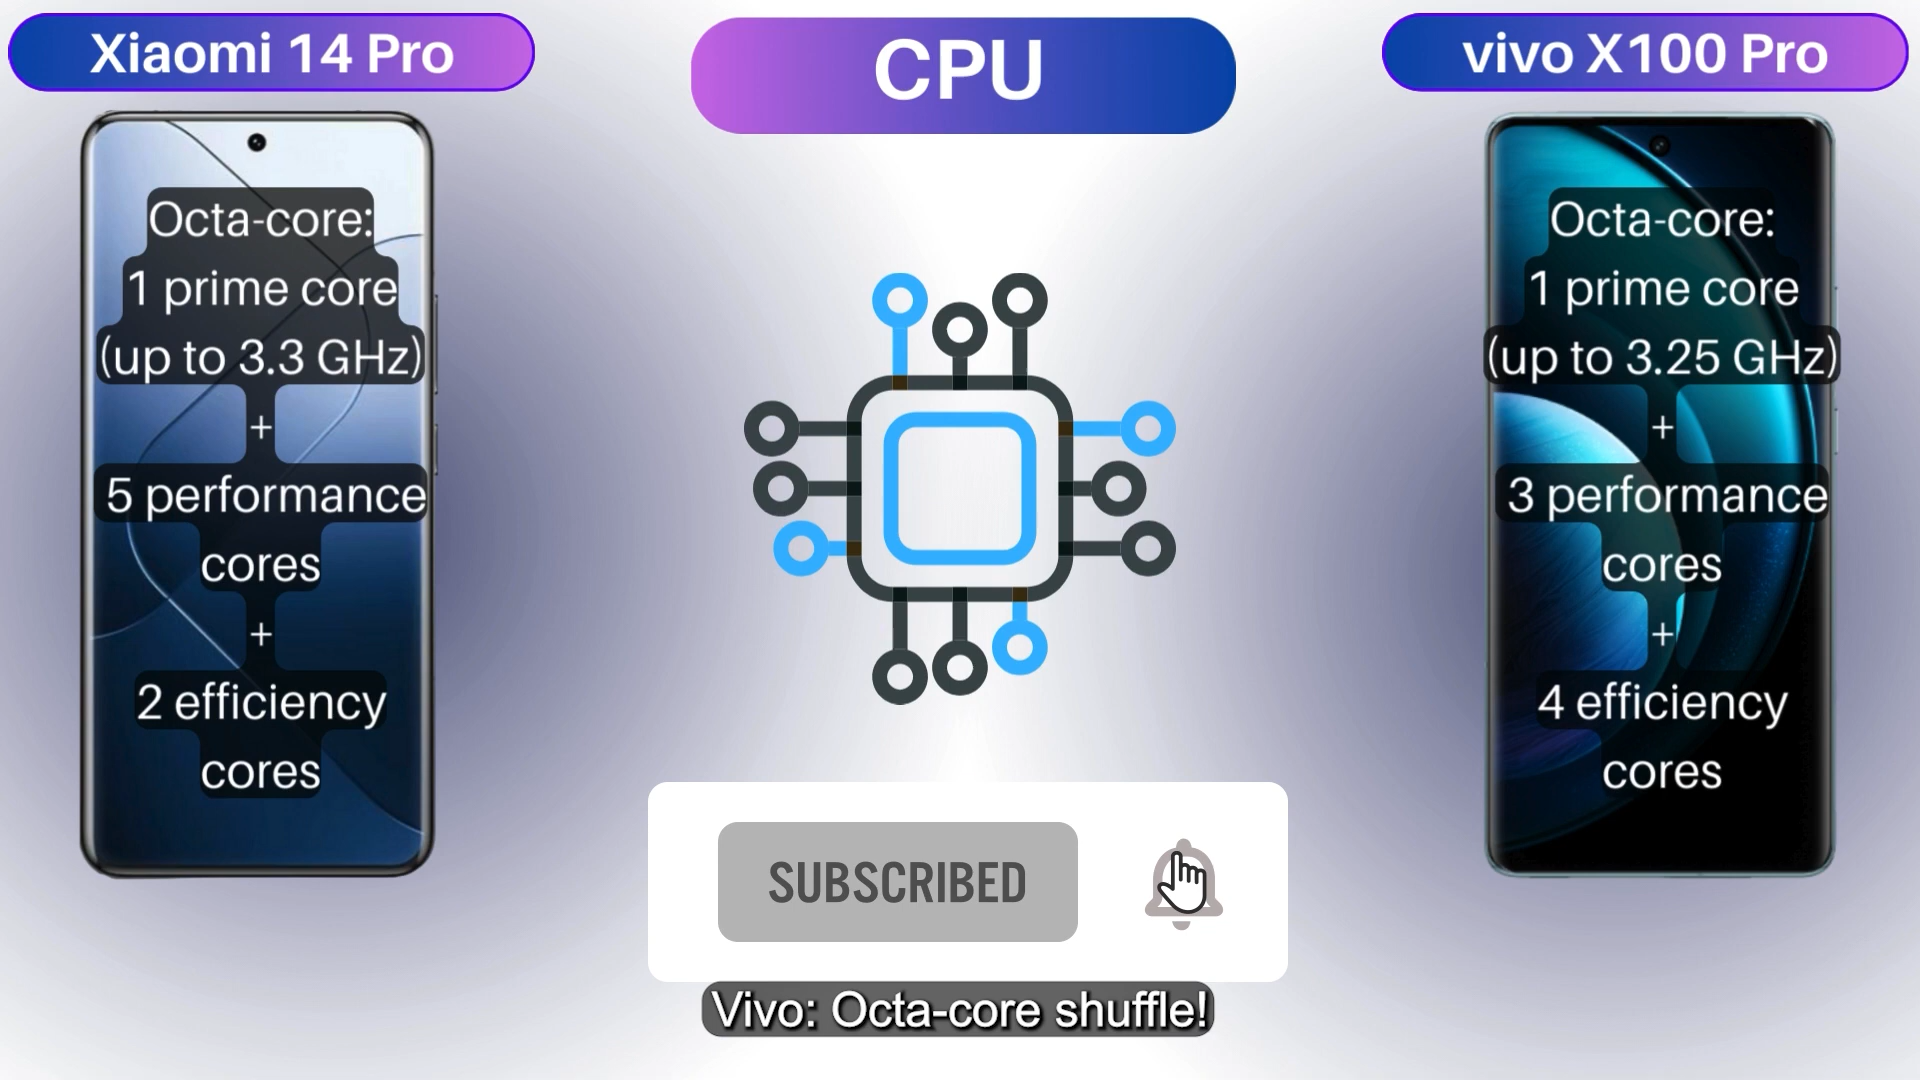 Xiaomi 14 Pro
CPU
vivo X100 Pro
Octa-core:
1 prime core
(up to 3.3 GHz)
+
5 performance
cores
+
2 efficiency
cores
Octa-core:
1 prime core
(up to 3.25 GHz)
+
3 performance
cores
+
4 efficiency
cores
SUBSCRIBED
Vivo: Octa-core shuffle!